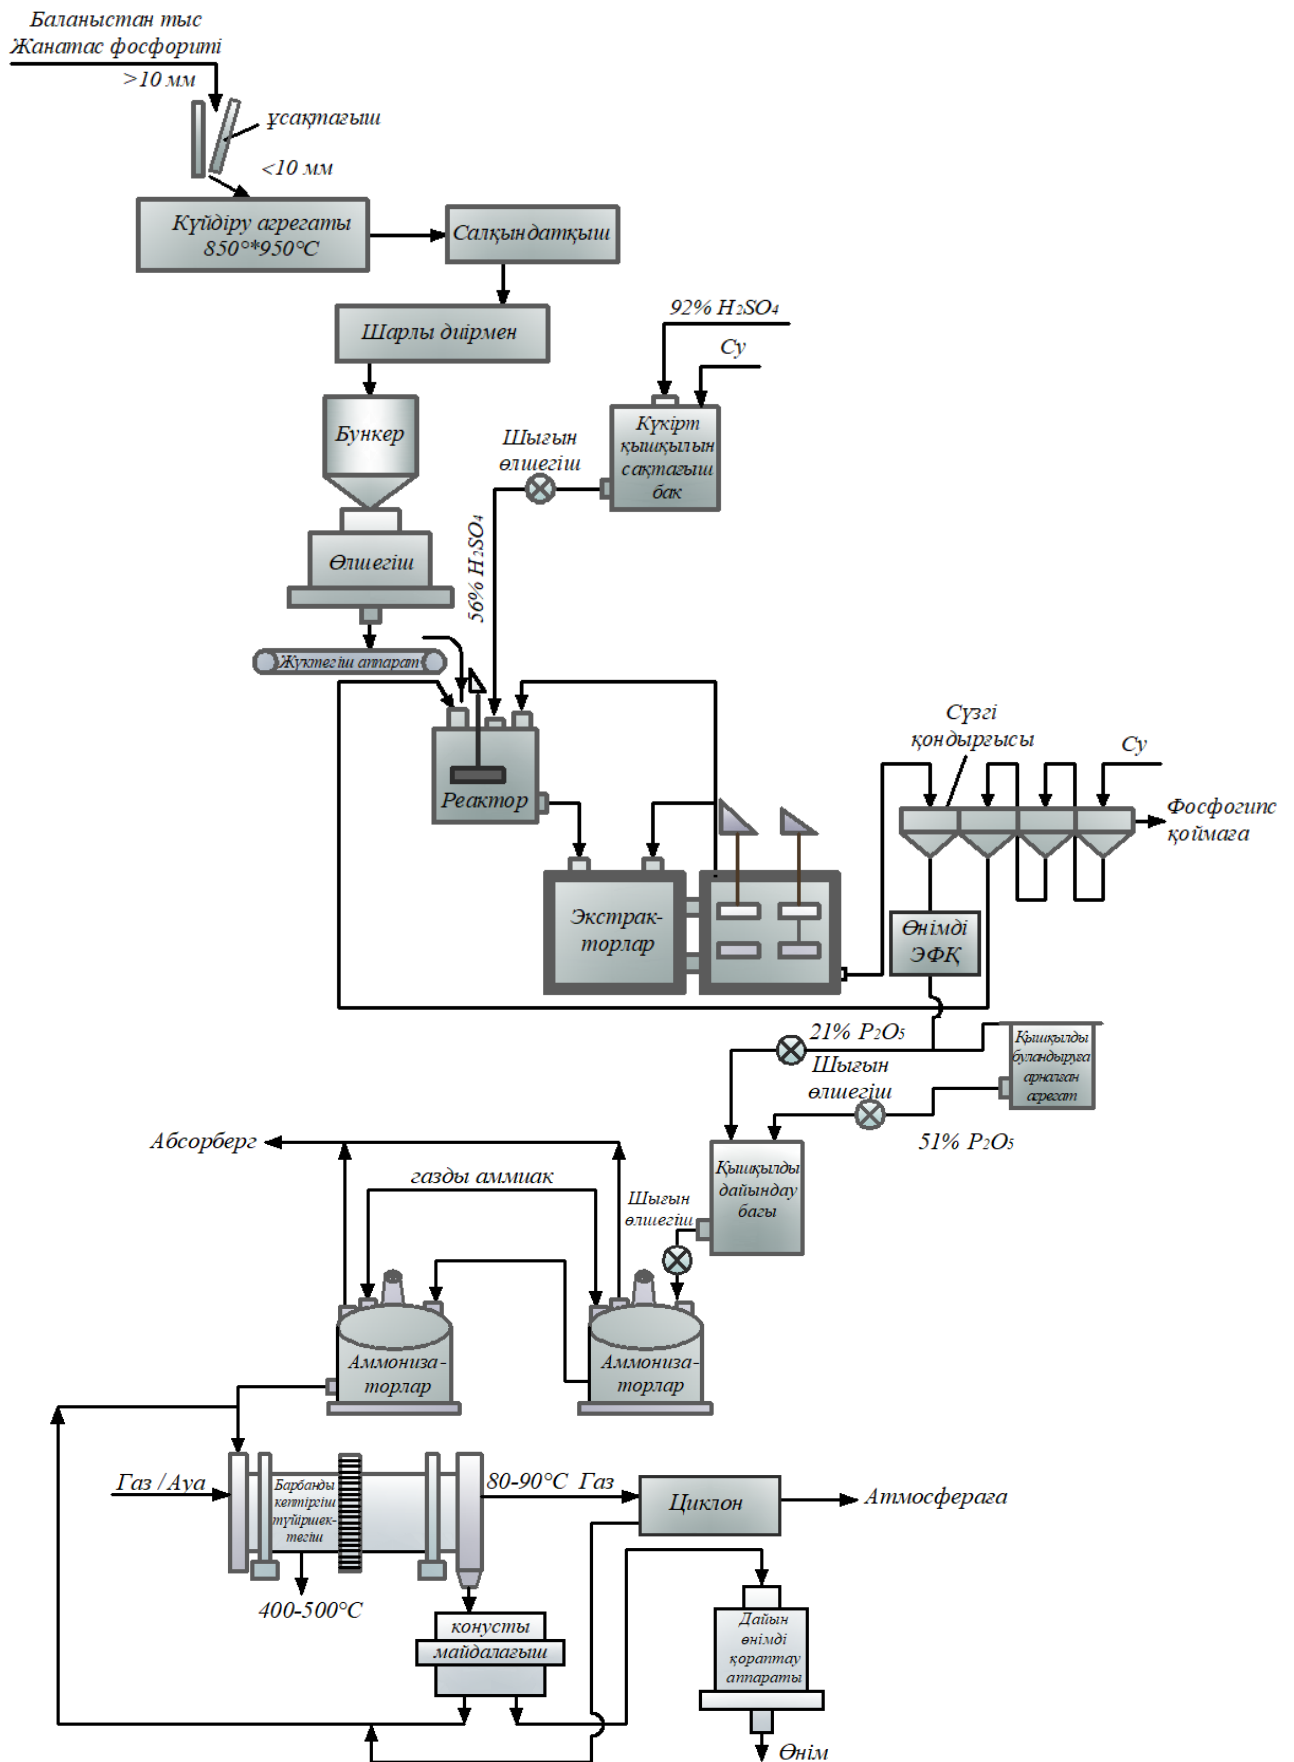 Баланыстан тыс
Жанатас фосфориті
>10 мм
ұсақтағыш
<10 мм
Күйдіру агрегаты
850°*950°С
Салқындатқыш
Шарлы диірмен
92% H₂SO₄
Су
Бункер
Күкірт
қышқылын
сақтағыш
бак
Шығын
өлшегіш
56% H₂SO₄
Өлшегіш
Жүктегіш аппарат
Реактор
Сүзгі
қондырғысы
Су
Фосфогипс
қоймаға
Экстрак-
торлар
Өнімді
ЭФҚ
21% P₂O₅
Шығын
өлшегіш
Қышқылды
буландыруға
арналған
агрегат
51% P₂O₅
Абсорберг
газды аммиак
Шығын
өлшегіш
Қышқылды
дайындау
бағы
Аммониза-
торлар
Аммониза-
торлар
Газ /Ауа
Барбанды
кептіргіш
түйіршек-
тегіш
80-90°С Газ
Циклон
Атмосфераға
400-500°С
конусты
майдалағыш
Дайын
өнімді
қораптау
аппараты
Өнім